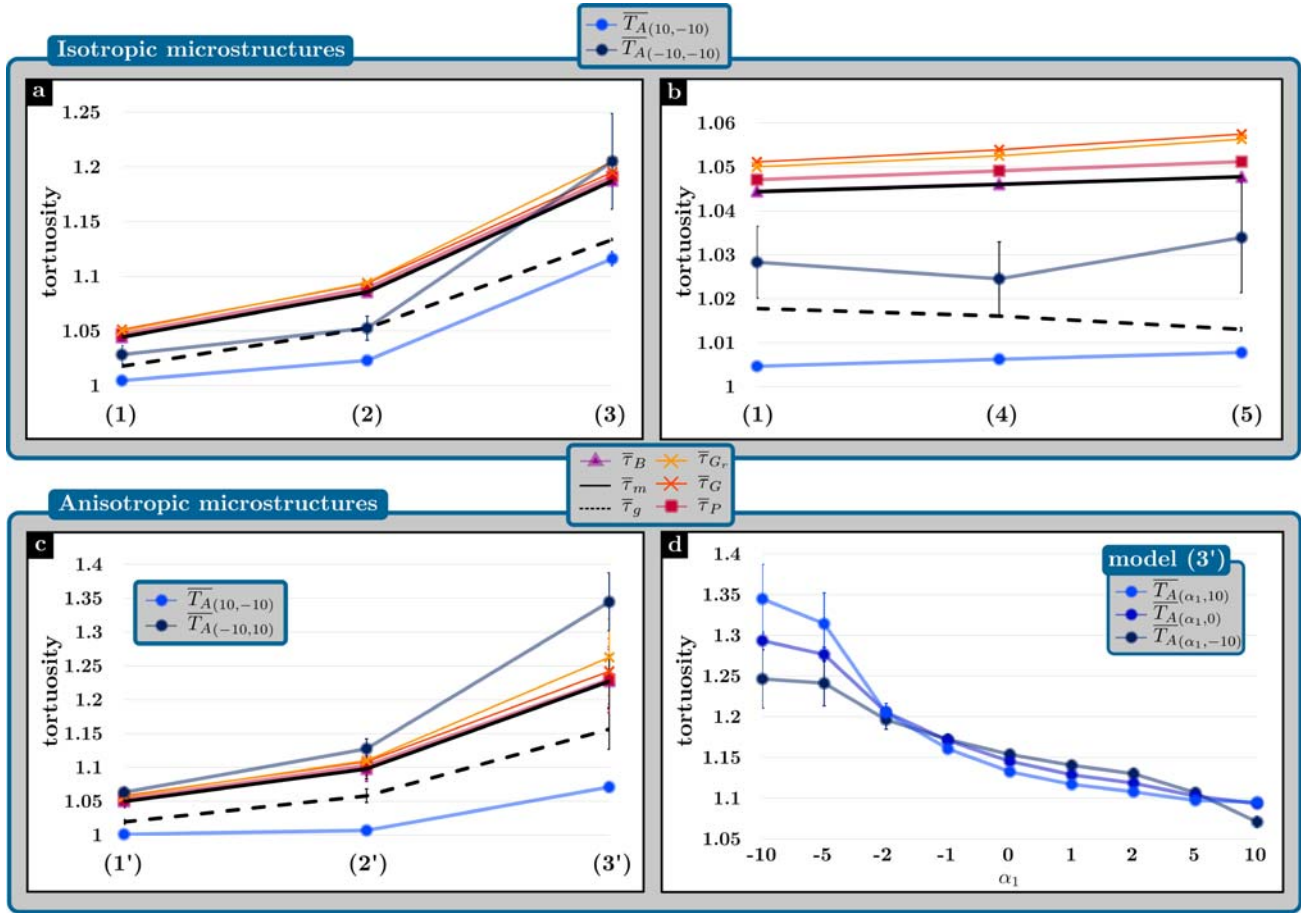 T̅_A(10,−10)
T̅_A(−10,−10)
Isotropic microstructures
a
tortuosity
1.25
1.2
1.15
1.1
1.05
1
(1) (2) (3)
b
tortuosity
1.06
1.05
1.04
1.03
1.02
1.01
1
(1) (4) (5)
τ̅_B τ̅_{G_r}
τ̅_m τ̅_G
τ̅_g τ̅_P
Anisotropic microstructures
c
T̅_A(10,−10)
T̅_A(−10,10)
tortuosity
1.4
1.35
1.3
1.25
1.2
1.15
1.1
1.05
1
(1') (2') (3')
d
model (3')
T̅_A(α₁,10)
T̅_A(α₁,0)
T̅_A(α₁,−10)
tortuosity
1.4
1.35
1.3
1.25
1.2
1.15
1.1
1.05
-10 -5 -2 -1 0 1 2 5 10
α₁